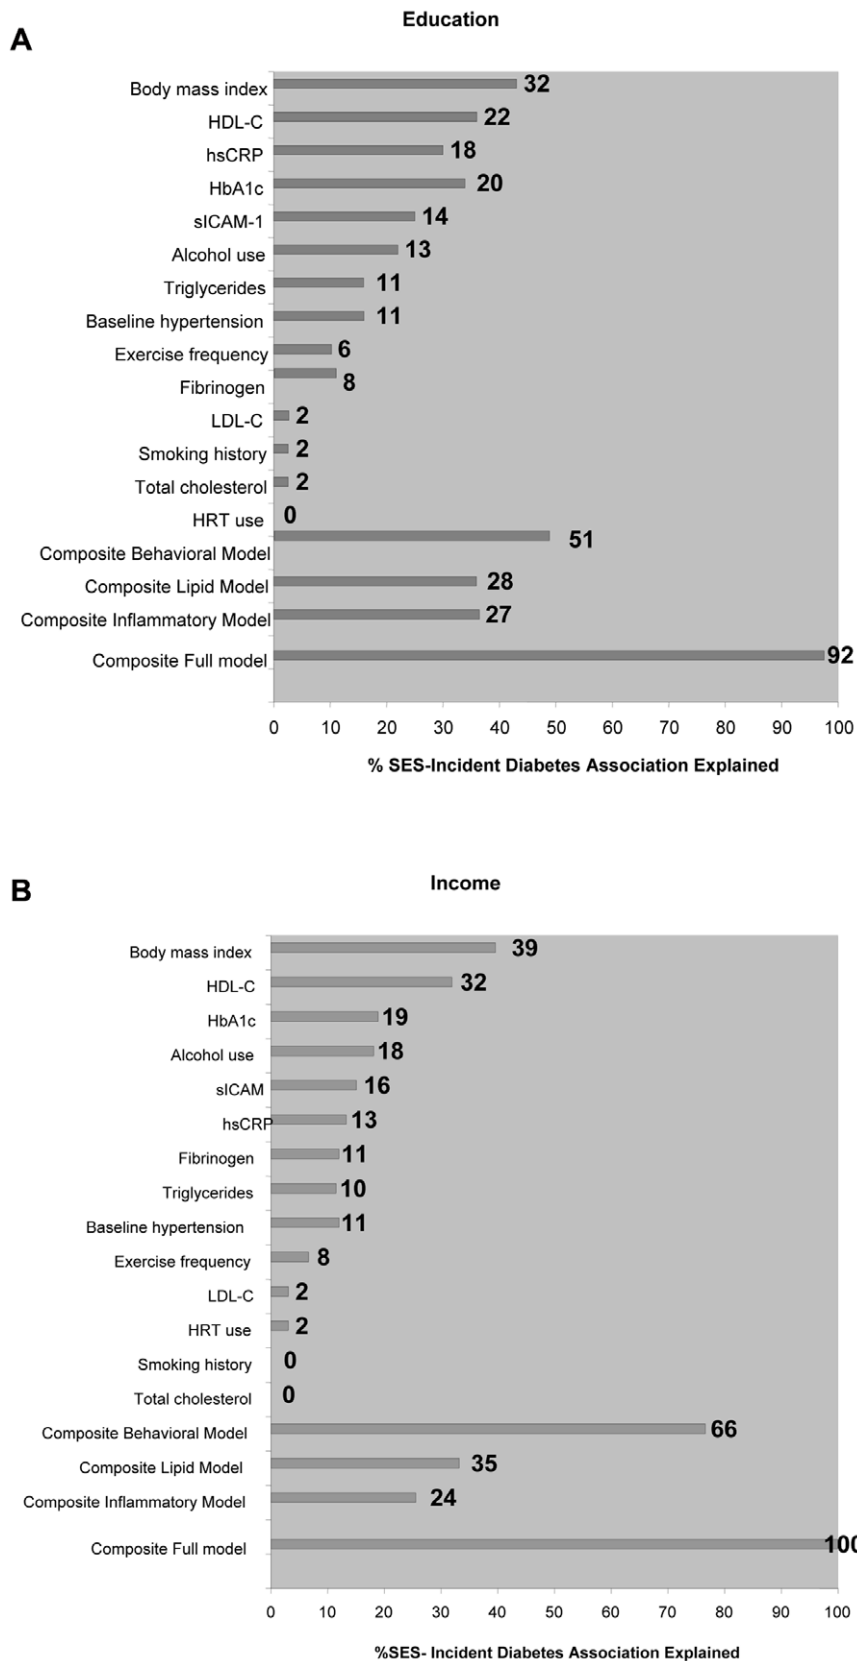 Education
A
Body mass index 32
HDL-C 22
hsCRP 18
HbA1c 20
sICAM-1 14
Alcohol use 13
Triglycerides 11
Baseline hypertension 11
Exercise frequency 6
Fibrinogen 8
LDL-C 2
Smoking history 2
Total cholesterol 2
HRT use 0
Composite Behavioral Model 51
Composite Lipid Model 28
Composite Inflammatory Model 27
Composite Full model 92
0 10 20 30 40 50 60 70 80 90 100
% SES-Incident Diabetes Association Explained
Income
B
Body mass index 39
HDL-C 32
HbA1c 19
Alcohol use 18
sICAM 16
hsCRP 13
Fibrinogen 11
Triglycerides 10
Baseline hypertension 11
Exercise frequency 8
LDL-C 2
HRT use 2
Smoking history 0
Total cholesterol 0
Composite Behavioral Model 66
Composite Lipid Model 35
Composite Inflammatory Model 24
Composite Full model 100
0 10 20 30 40 50 60 70 80 90 100
%SES- Incident Diabetes Association Explained